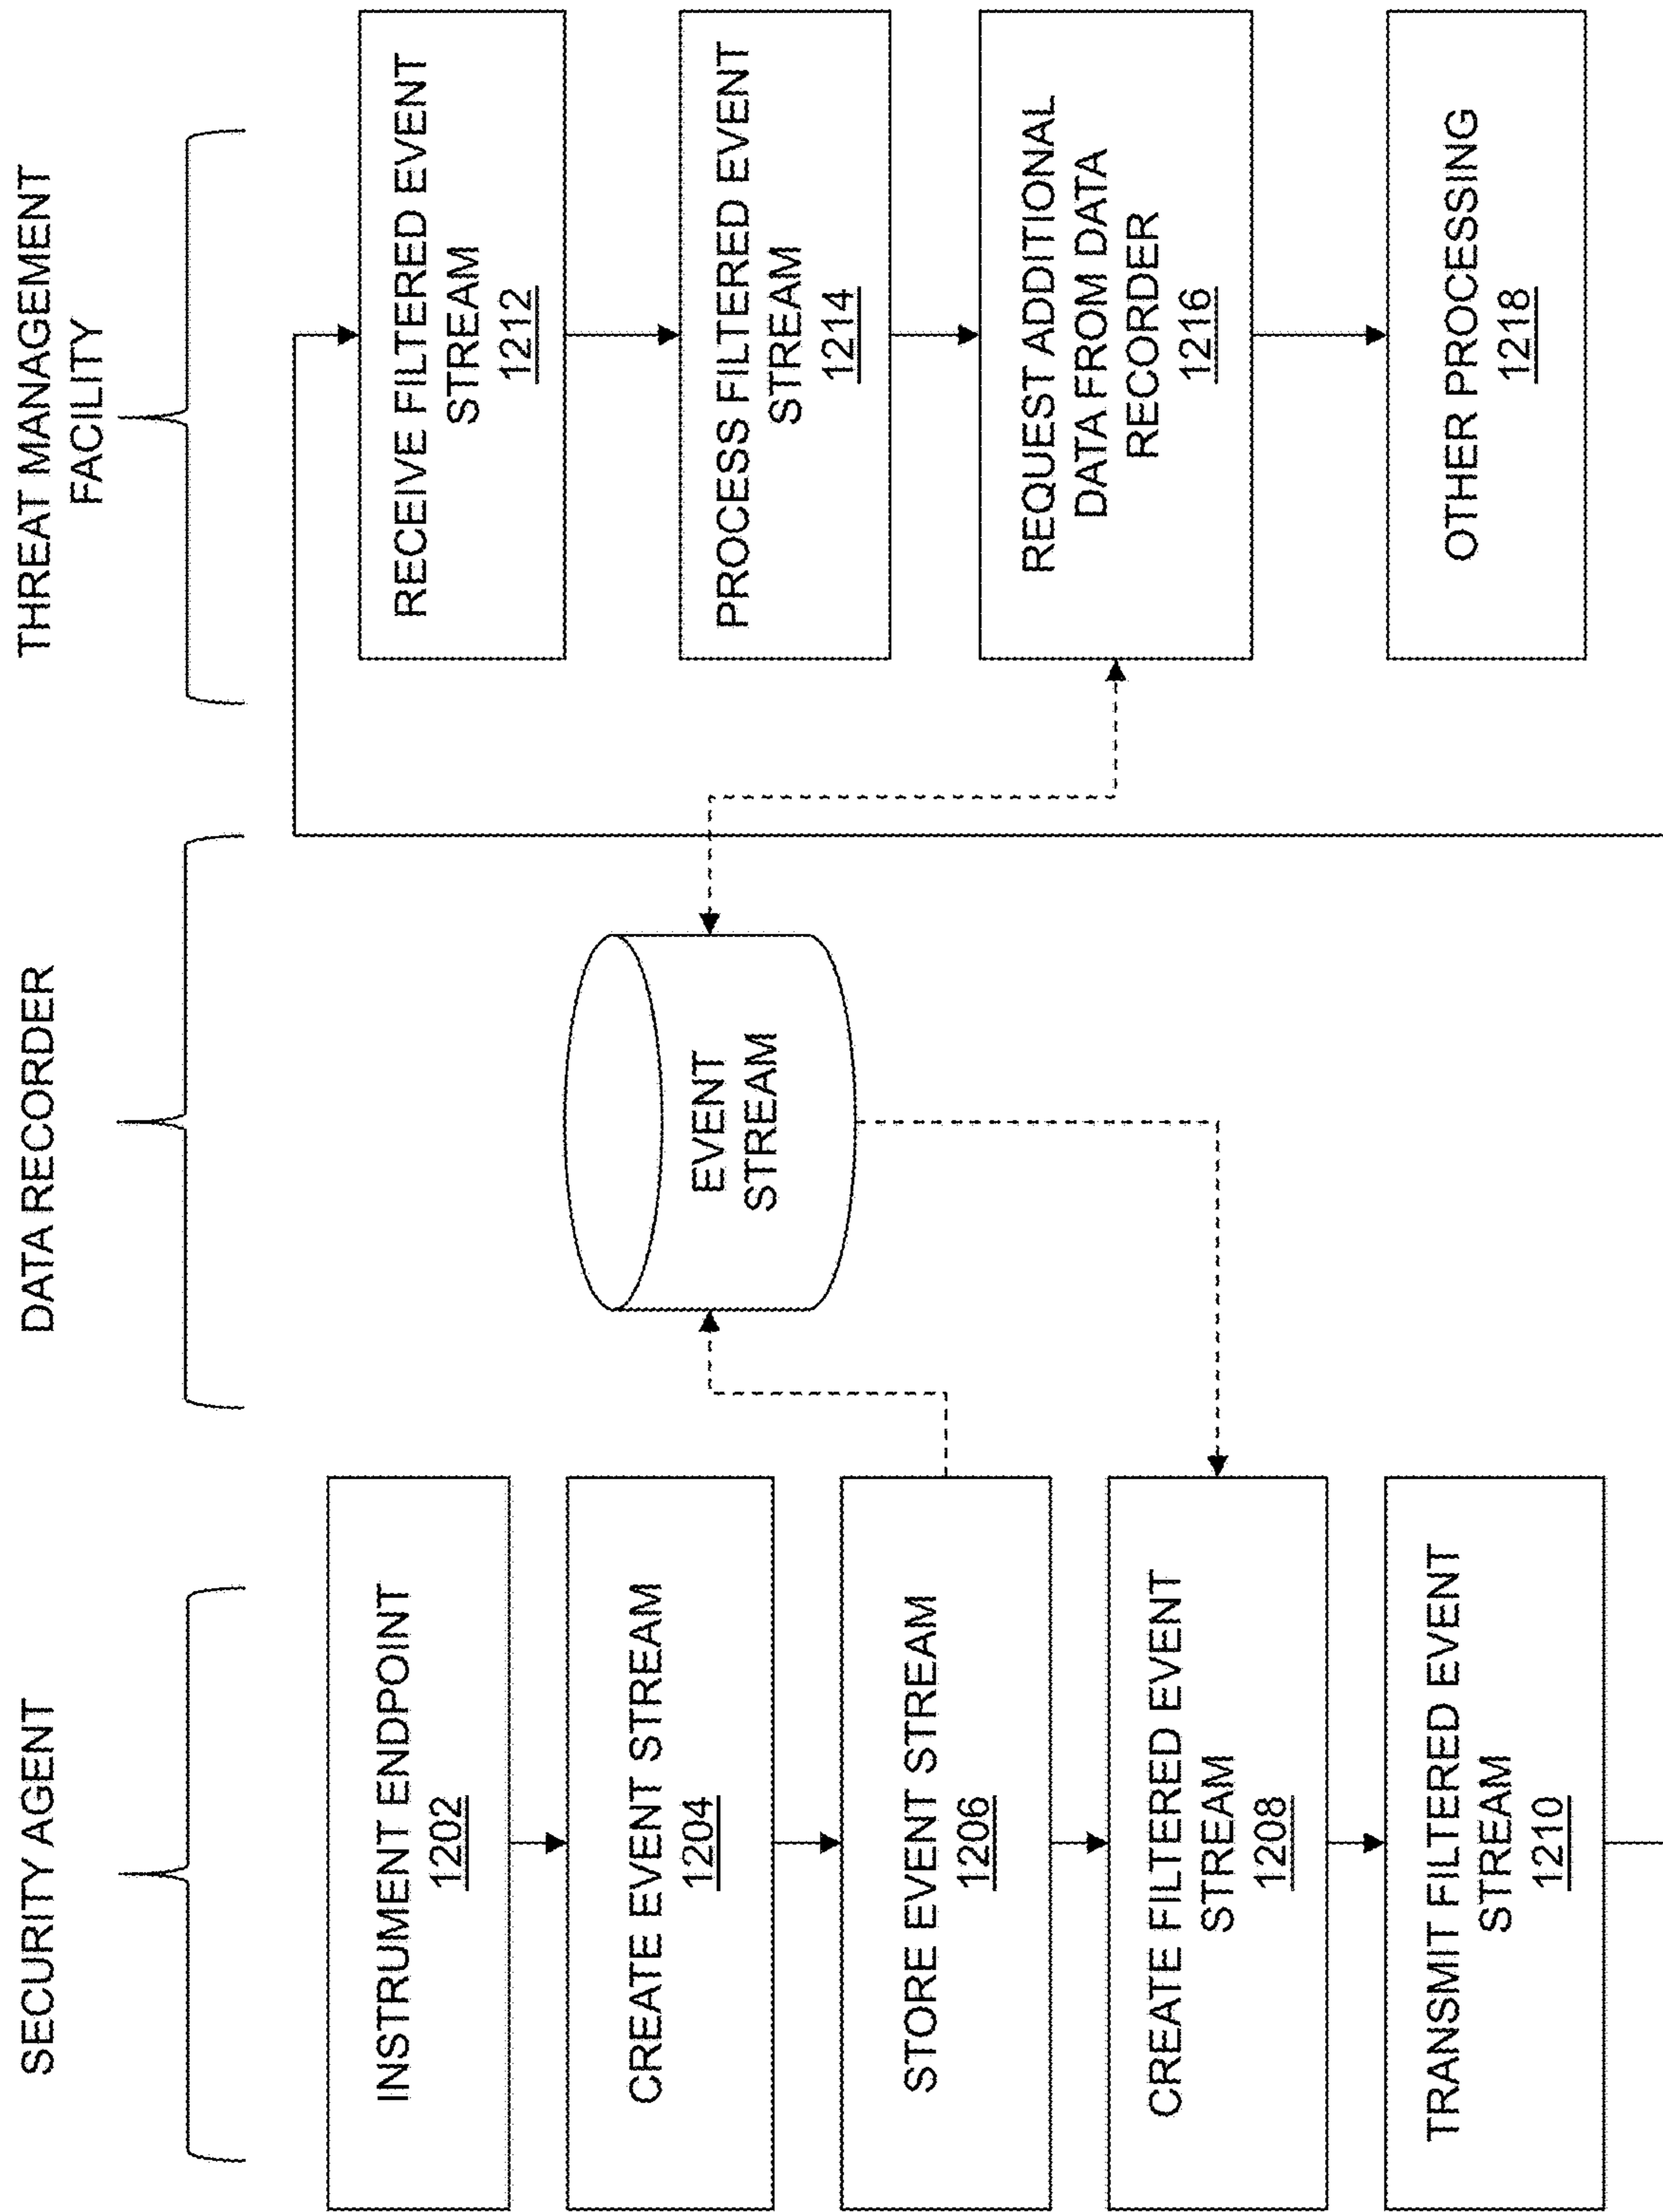 SECURITY AGENT
INSTRUMENT ENDPOINT
1202
CREATE EVENT STREAM
1204
STORE EVENT STREAM
1206
CREATE FILTERED EVENT
STREAM
1208
TRANSMIT FILTERED EVENT
STREAM
1210
DATA RECORDER
EVENT
STREAM
THREAT MANAGEMENT
FACILITY
RECEIVE FILTERED EVENT
STREAM
1212
PROCESS FILTERED EVENT
STREAM
1214
REQUEST ADDITIONAL
DATA FROM DATA
RECORDER
1216
OTHER PROCESSING
1218